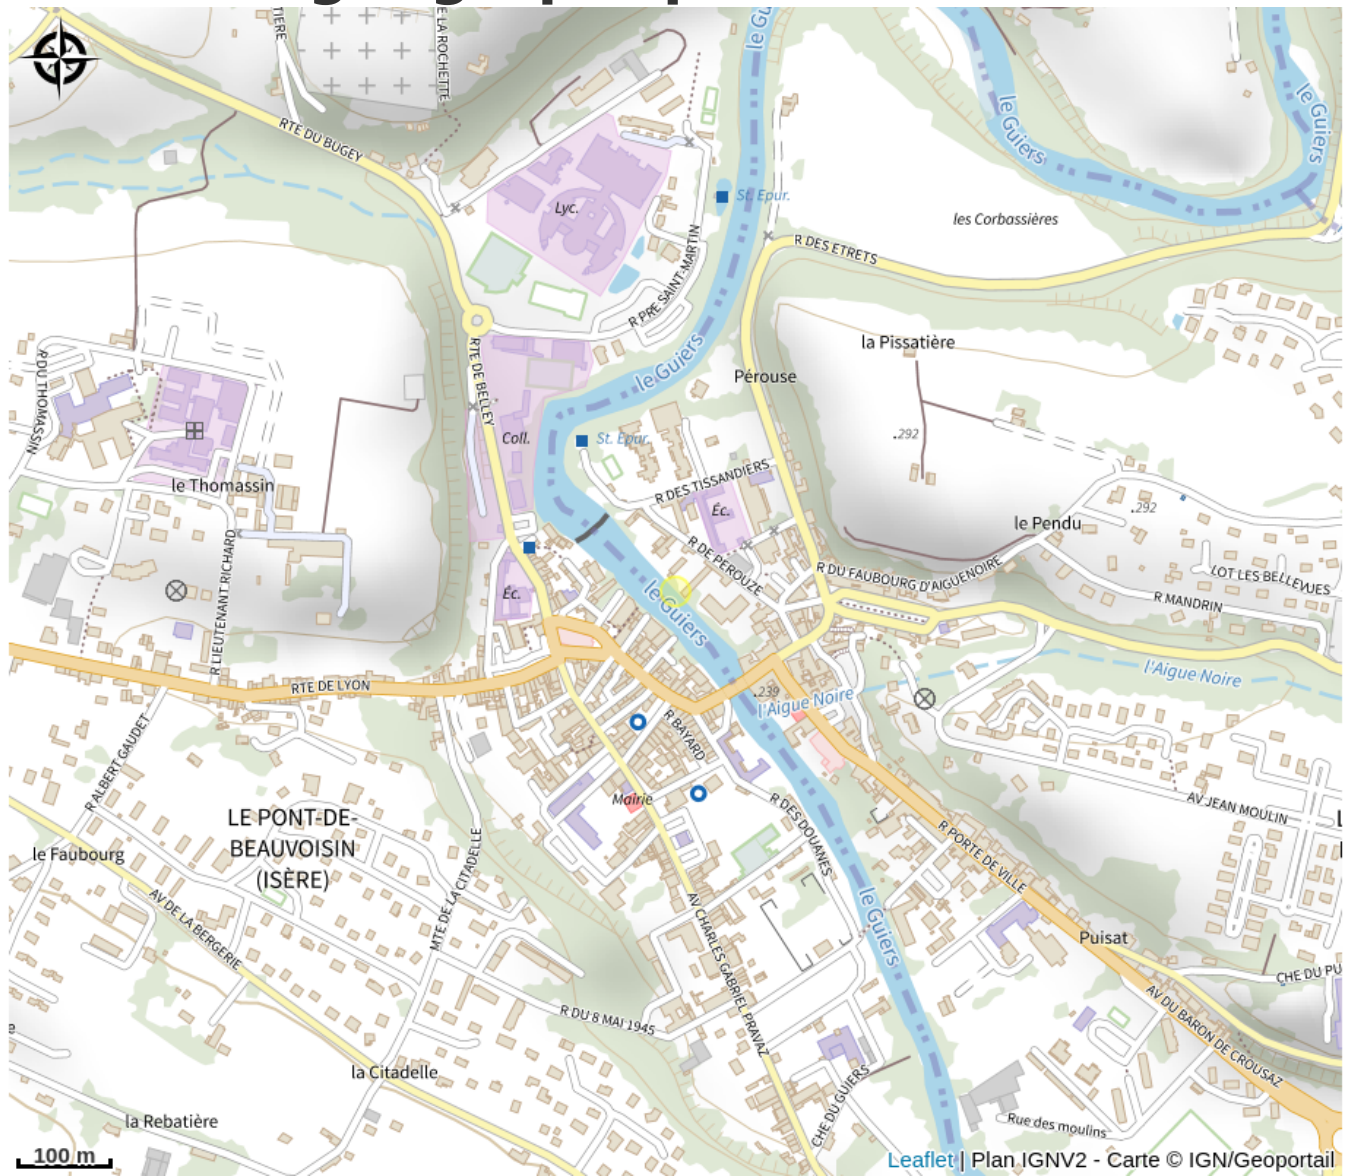 TIERE
E LA ROCHETTE
le Gu
le Guiers
le Guiers
RTE DU BUGEY
Lyc.
St. Epur.
les Corbassières
R DES ETRETS
R PRE SAINT-MARTIN
la Pissatière
le Guiers
Pérouse
R DU THOMASSIN
RTE DE BELLEY
Coll.
St. Epur.
.292
R DES TISSANDIERS
le Thomassin
Éc.
.292
le Pendu
R LIEUTENANT RICHARD
R DE PEROUZE
R DU FAUBOURG D'AIGUENOIRE
LOT LES BELLEVUES
Éc.
R MANDRIN
le Guiers
RTE DE LYON
l'Aigue Noire
.239
l'Aigue Noire
R BAYARD
R ALBERT GAUDET
Mairie
R DES DOUANES
AV JEAN MOULIN
LE PONT-DE-
BEAUVOISIN
(ISÈRE)
L
le Faubourg
MTE DE LA CITADELLE
R PORTE DE VILLE
AV DE LA BERGERIE
AV CHARLES GABRIEL PRAVAZ
le Guiers
Puisat
CHE DU PU
R DU 8 MAI 1945
AV DU BARON DE CROUSAZ
e
la Citadelle
CHE DU GUIERS
la Rebatière
Rue des moulins
100 m
Leaflet | Plan IGNV2 - Carte © IGN/Geoportail